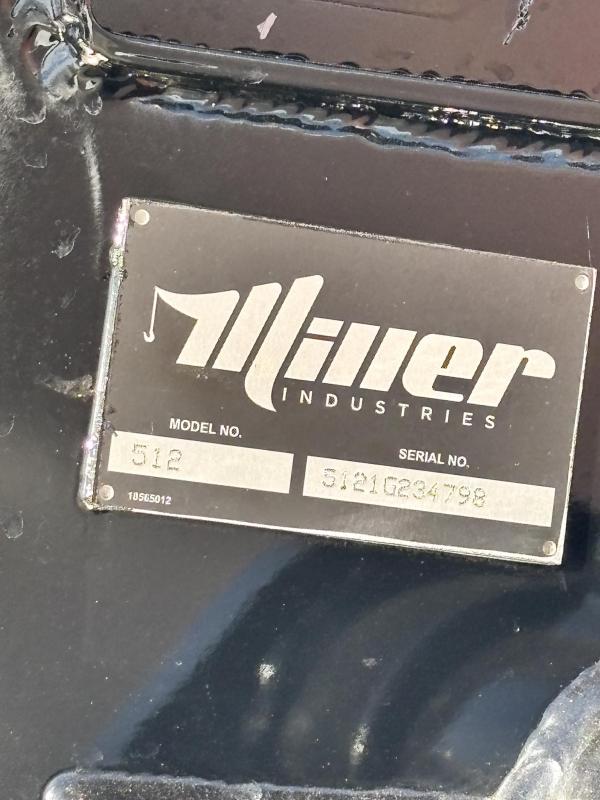 Miller
INDUSTRIES
MODEL NO.
512
SERIAL NO.
5121G234798
18565012